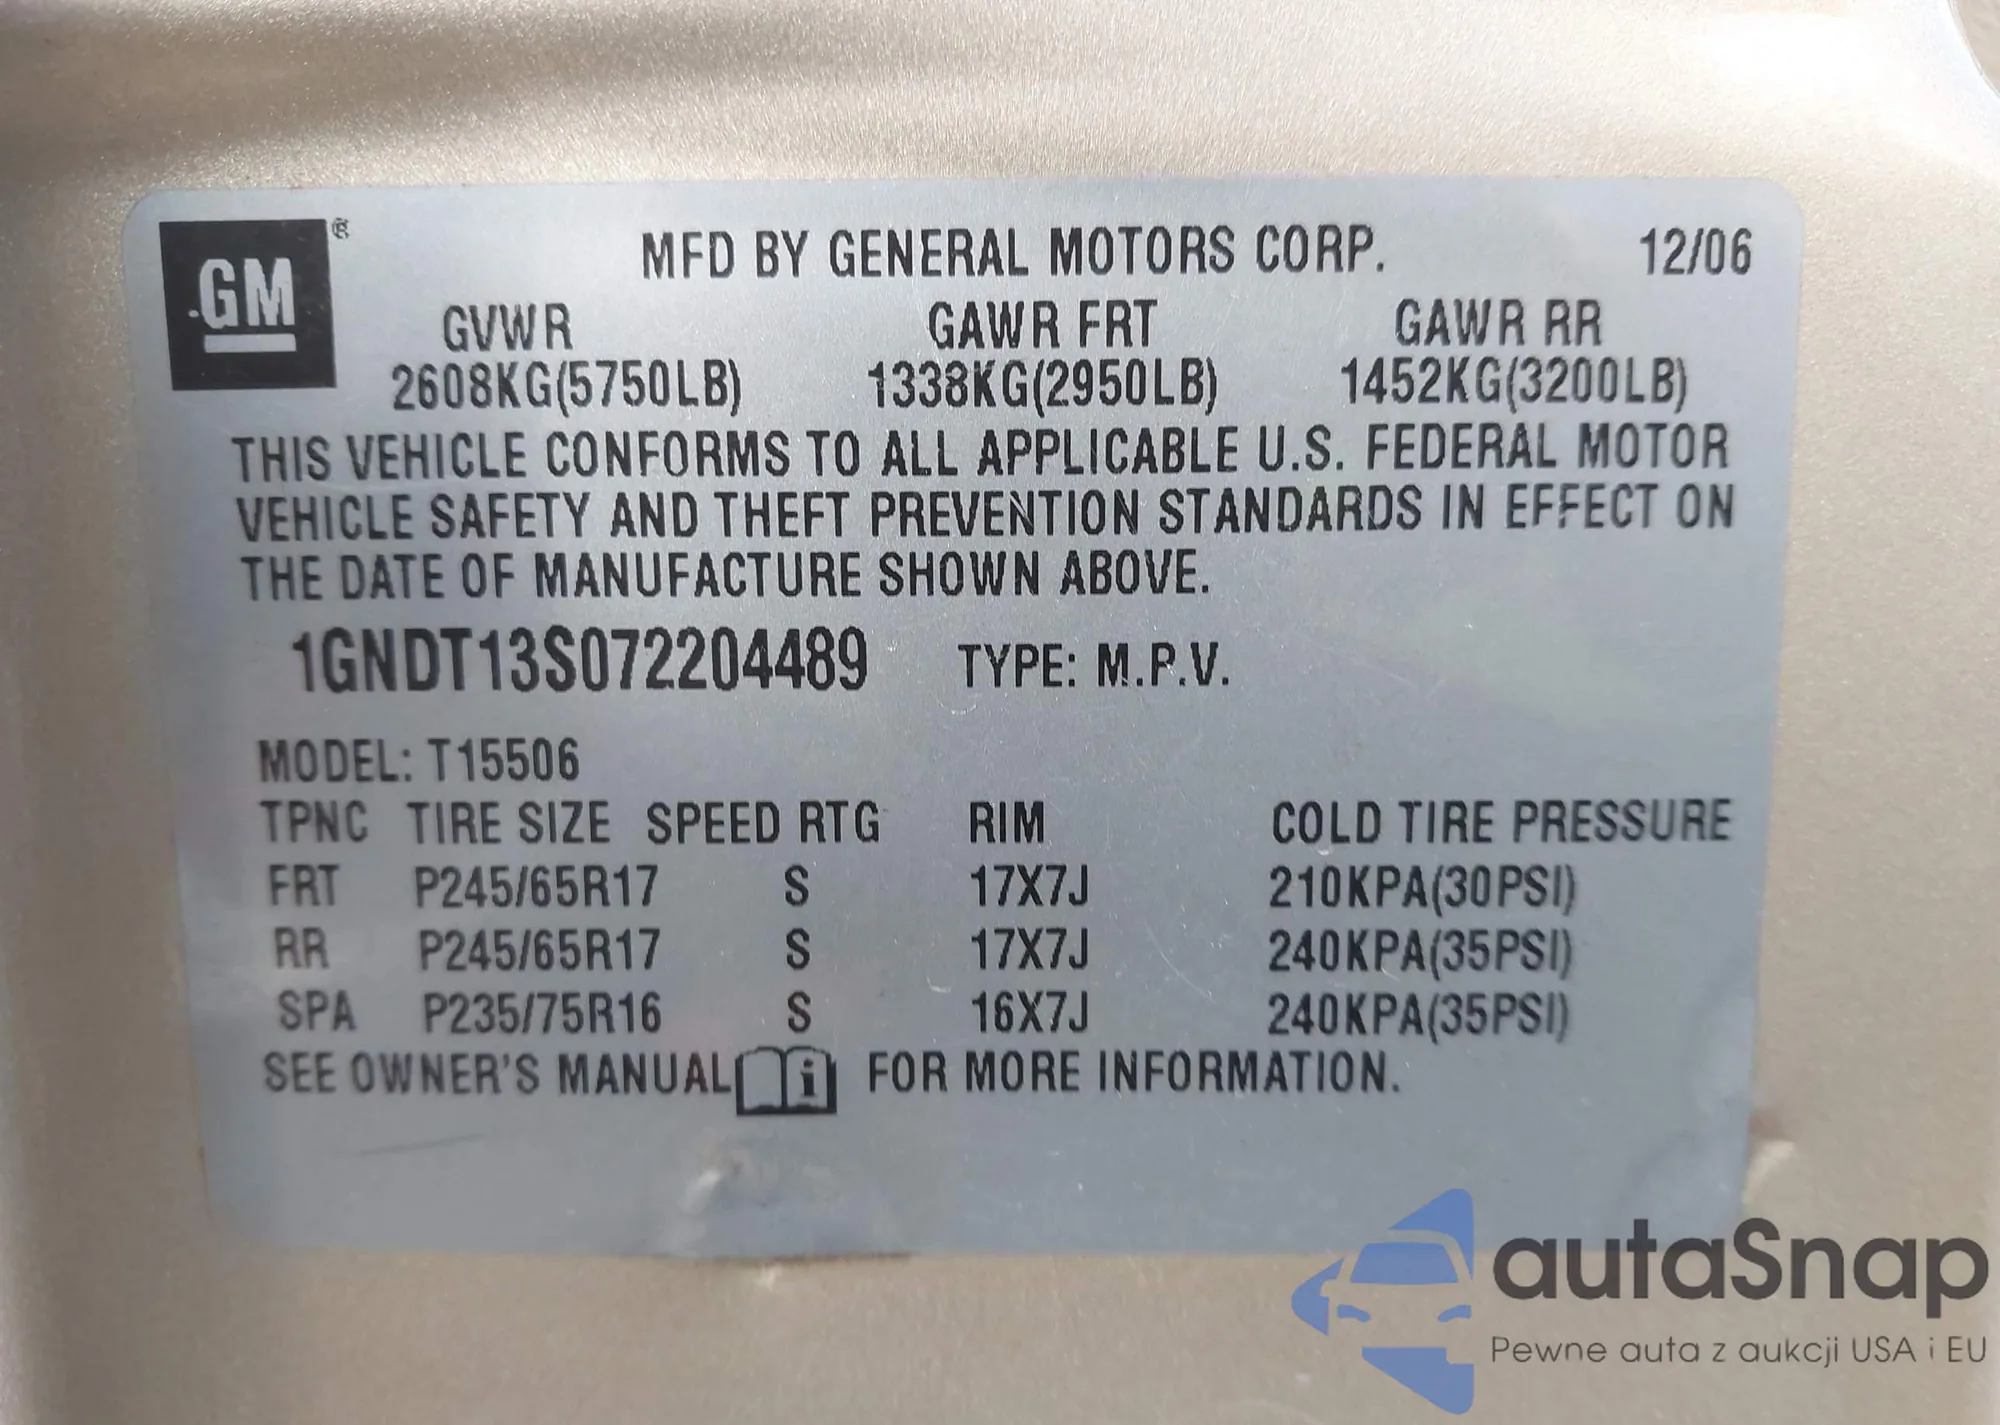 GM®
MFD BY GENERAL MOTORS CORP. 12/06
GVWR GAWR FRT GAWR RR
2608KG(5750LB) 1338KG(2950LB) 1452KG(3200LB)
THIS VEHICLE CONFORMS TO ALL APPLICABLE U.S. FEDERAL MOTOR
VEHICLE SAFETY AND THEFT PREVENTION STANDARDS IN EFFECT ON
THE DATE OF MANUFACTURE SHOWN ABOVE.
1GNDT13S072204489 TYPE: M.P.V.
MODEL: T15506
TPNC TIRE SIZE SPEED RTG RIM COLD TIRE PRESSURE
FRT P245/65R17 S 17X7J 210KPA(30PSI)
RR P245/65R17 S 17X7J 240KPA(35PSI)
SPA P235/75R16 S 16X7J 240KPA(35PSI)
SEE OWNER'S MANUAL i FOR MORE INFORMATION.
autaSnap
Pewne auta z aukcji USA i EU